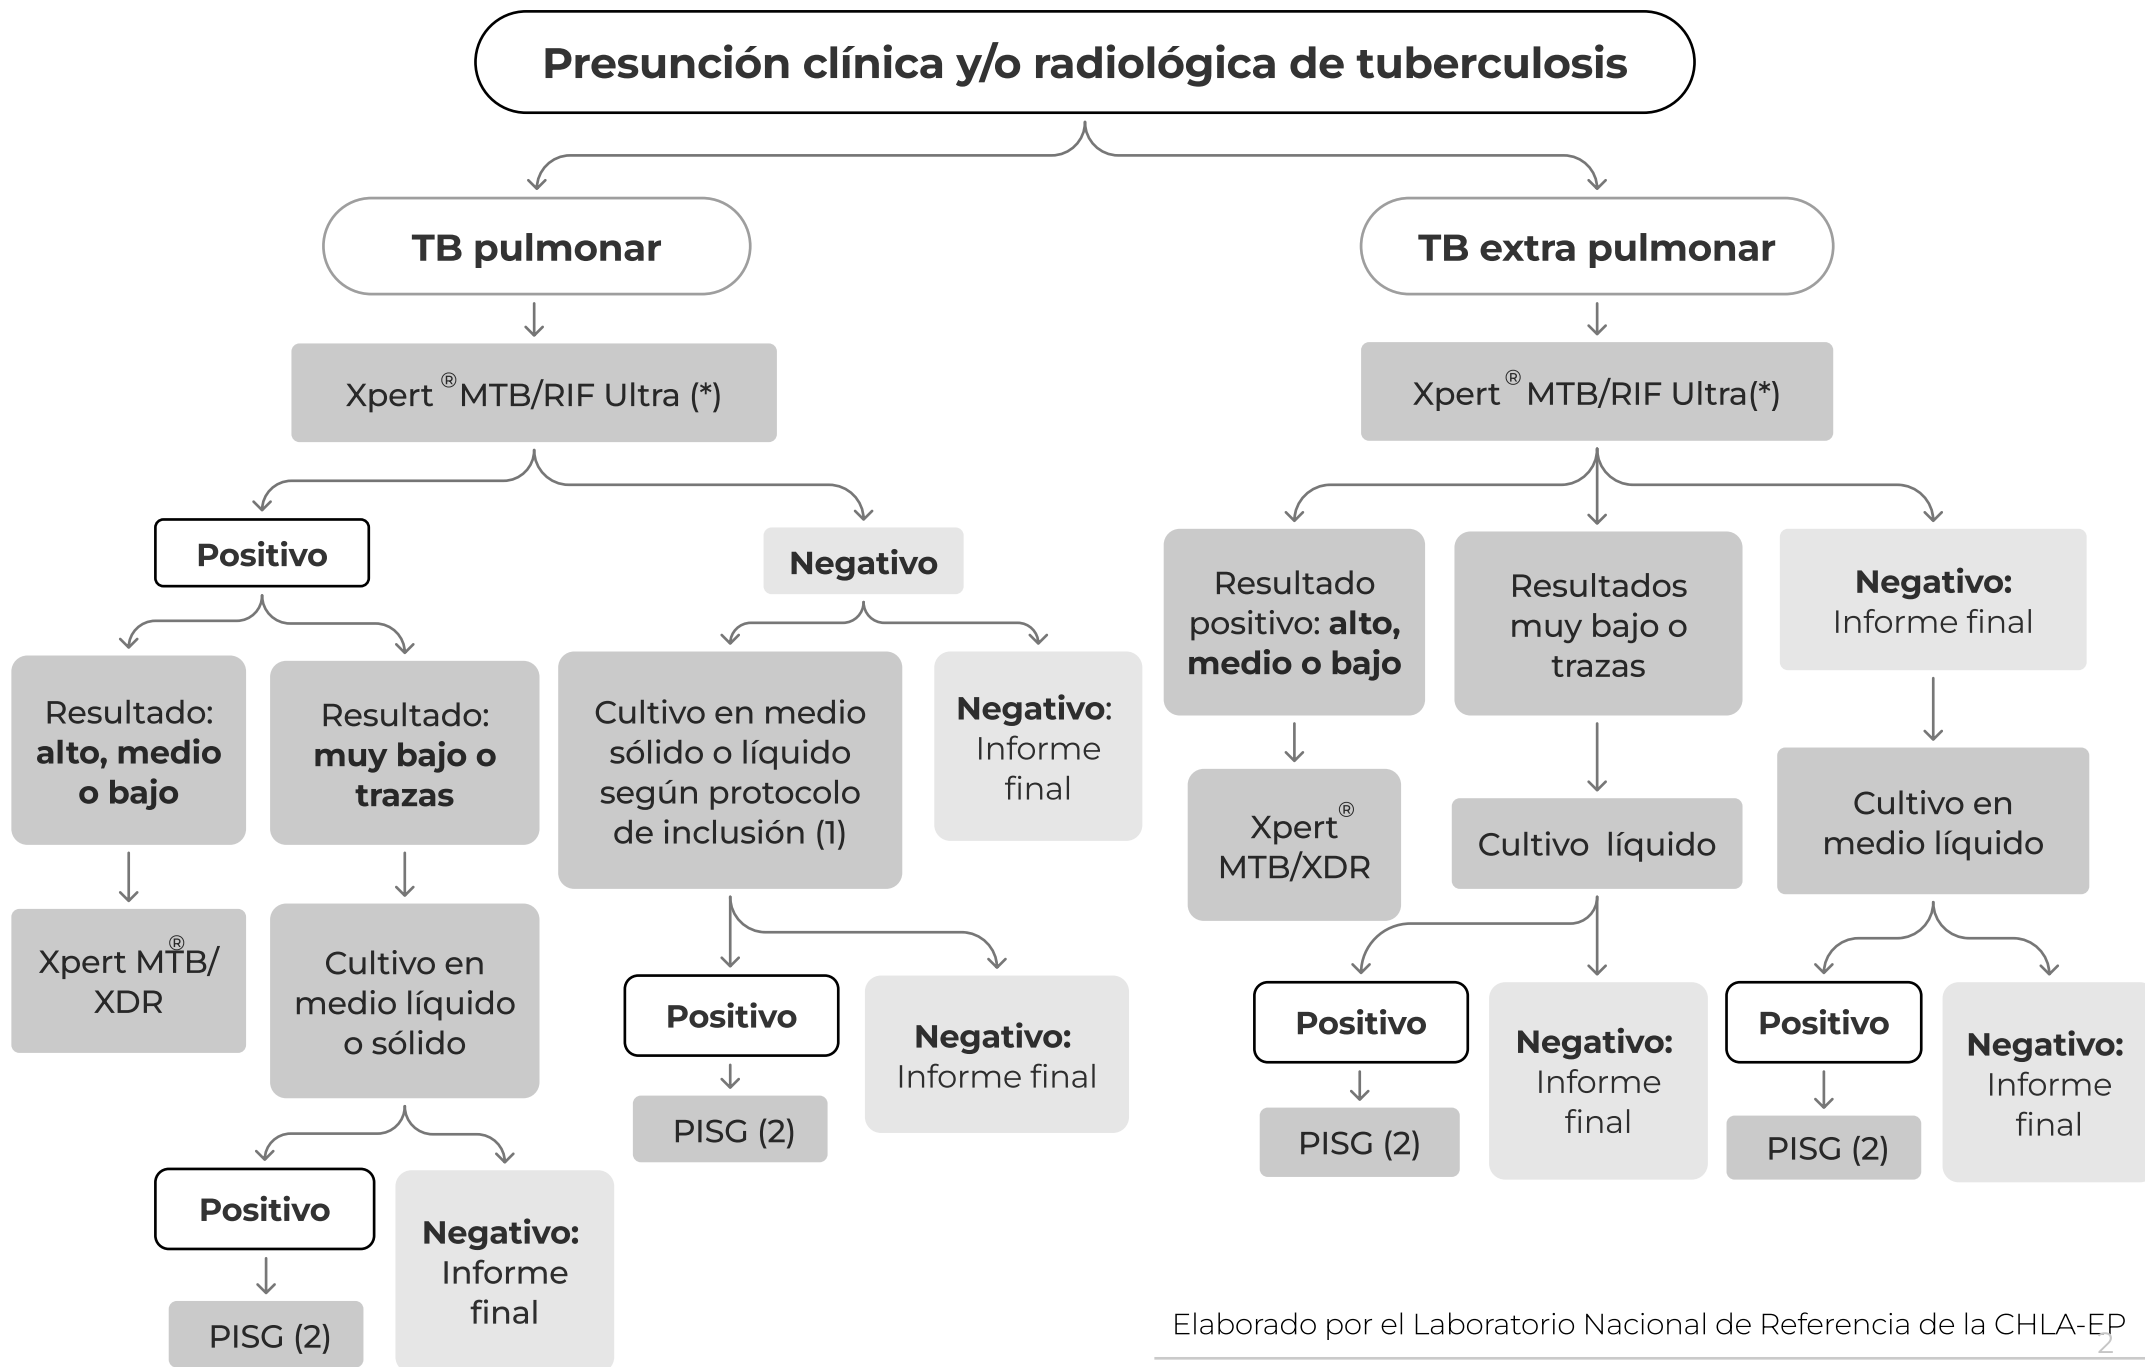 Presunción clínica y/o radiológica de tuberculosis
TB pulmonar
Xpert ® MTB/RIF Ultra (*)
Positivo
Negativo
Resultado:
alto, medio
o bajo
Resultado:
muy bajo o
trazas
Cultivo en medio
sólido o líquido
según protocolo
de inclusión (1)
Negativo:
Informe
final
Xpert MTB/ ®
XDR
Cultivo en
medio líquido
o sólido
Positivo
Negativo:
Informe final
PISG (2)
Positivo
Negativo:
Informe
final
PISG (2)
TB extra pulmonar
Xpert ® MTB/RIF Ultra(*)
Resultado
positivo: alto,
medio o bajo
Resultados
muy bajo o
trazas
Negativo:
Informe final
Xpert ®
MTB/XDR
Cultivo líquido
Cultivo en
medio líquido
Positivo
Negativo:
Informe
final
PISG (2)
Positivo
Negativo:
Informe
final
PISG (2)
Elaborado por el Laboratorio Nacional de Referencia de la CHLA-EP
2